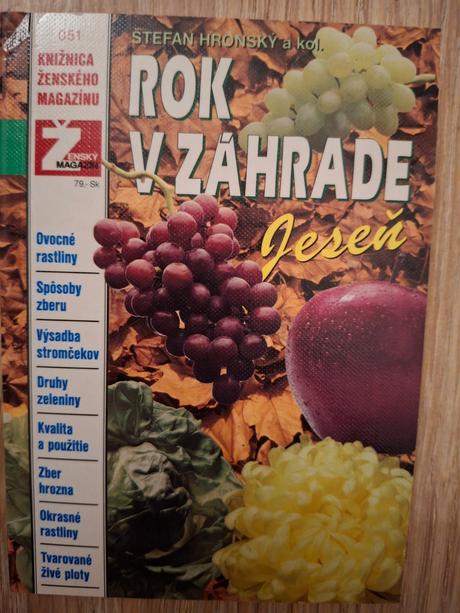 051
KNIŽNICA
ŽENSKÉHO
MAGAZÍNU
Ž
ŽENSKÝ
MAGAZÍN
79,- Sk
ŠTEFAN HRONSKÝ a kol.
ROK
V ZÁHRADE
Jeseň
Ovocné
rastliny
Spôsoby
zberu
Výsadba
stromčekov
Druhy
zeleniny
Kvalita
a použitie
Zber
hrozna
Okrasné
rastliny
Tvarované
živé ploty